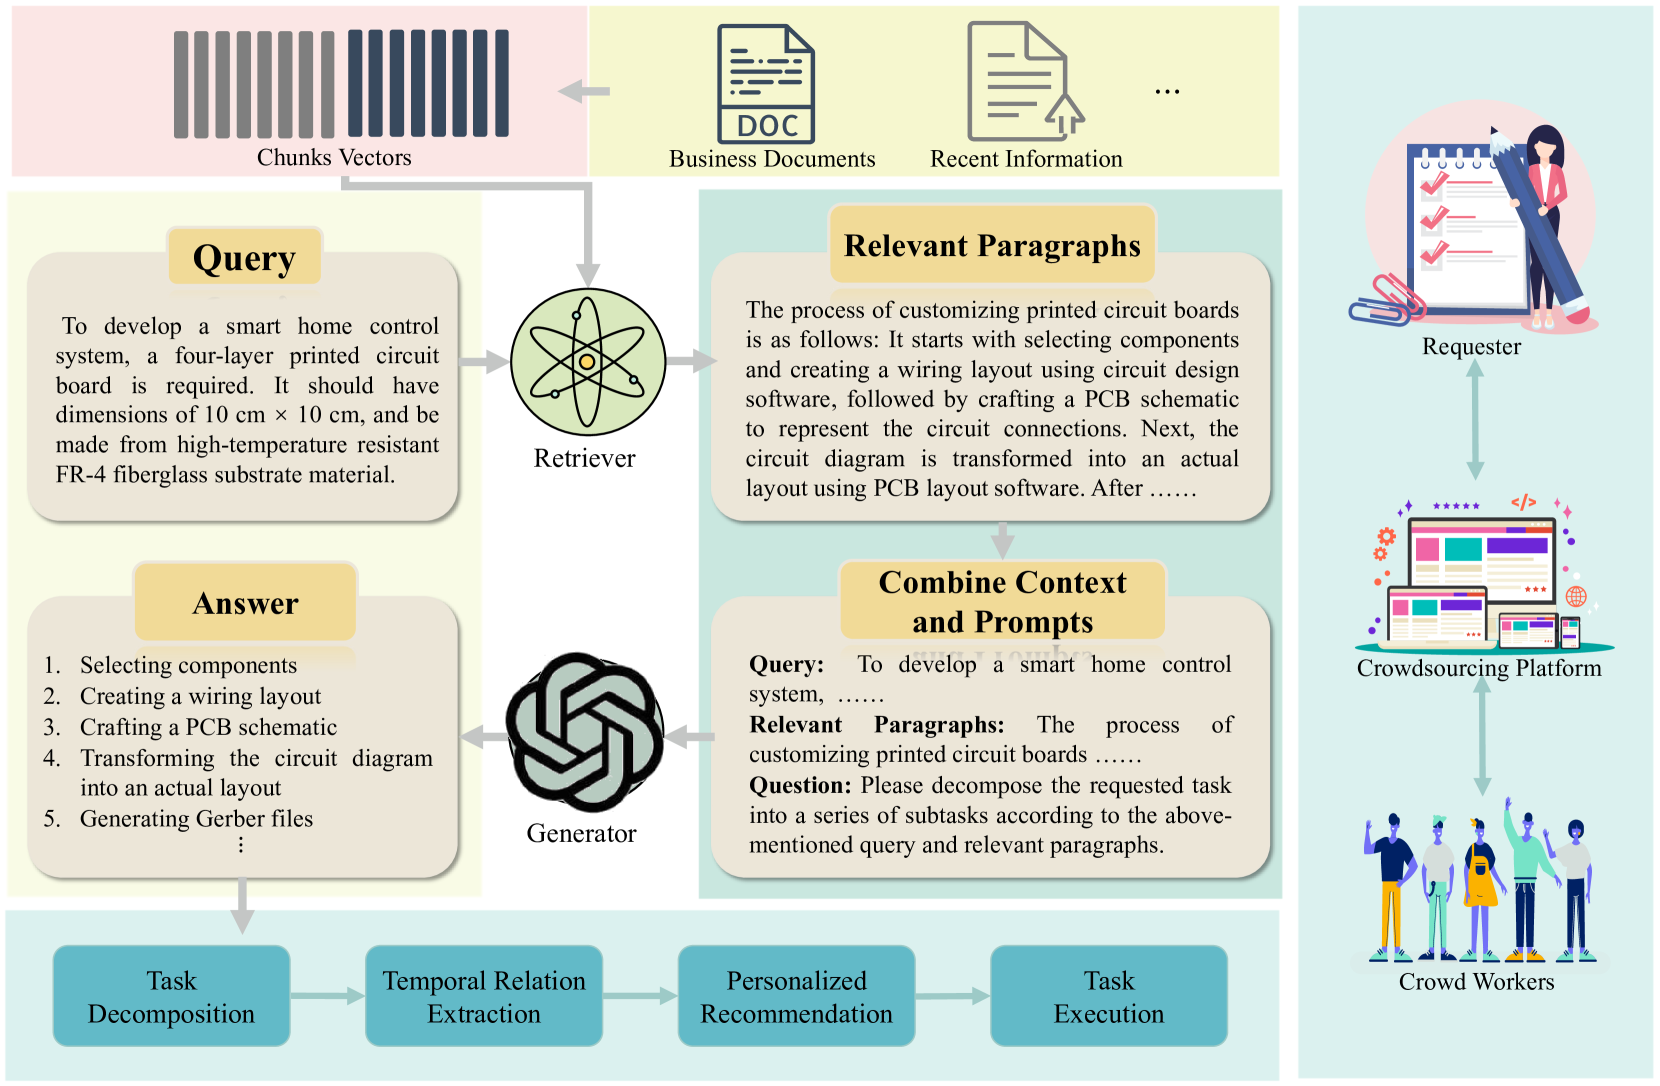 Chunks Vectors
DOC
Business Documents
Recent Information
...
Query
To develop a smart home control
system, a four-layer printed circuit
board is required. It should have
dimensions of 10 cm × 10 cm, and be
made from high-temperature resistant
FR-4 fiberglass substrate material.
Retriever
Relevant Paragraphs
The process of customizing printed circuit boards
is as follows: It starts with selecting components
and creating a wiring layout using circuit design
software, followed by crafting a PCB schematic
to represent the circuit connections. Next, the
circuit diagram is transformed into an actual
layout using PCB layout software. After ……
Combine Context
and Prompts
Query: To develop a smart home control
system, ……
Relevant Paragraphs: The process of
customizing printed circuit boards ……
Question: Please decompose the requested task
into a series of subtasks according to the above-
mentioned query and relevant paragraphs.
Generator
Answer
1. Selecting components
2. Creating a wiring layout
3. Crafting a PCB schematic
4. Transforming the circuit diagram
into an actual layout
5. Generating Gerber files
⋮
Task
Decomposition
Temporal Relation
Extraction
Personalized
Recommendation
Task
Execution
Requester
</>
Crowdsourcing Platform
Crowd Workers